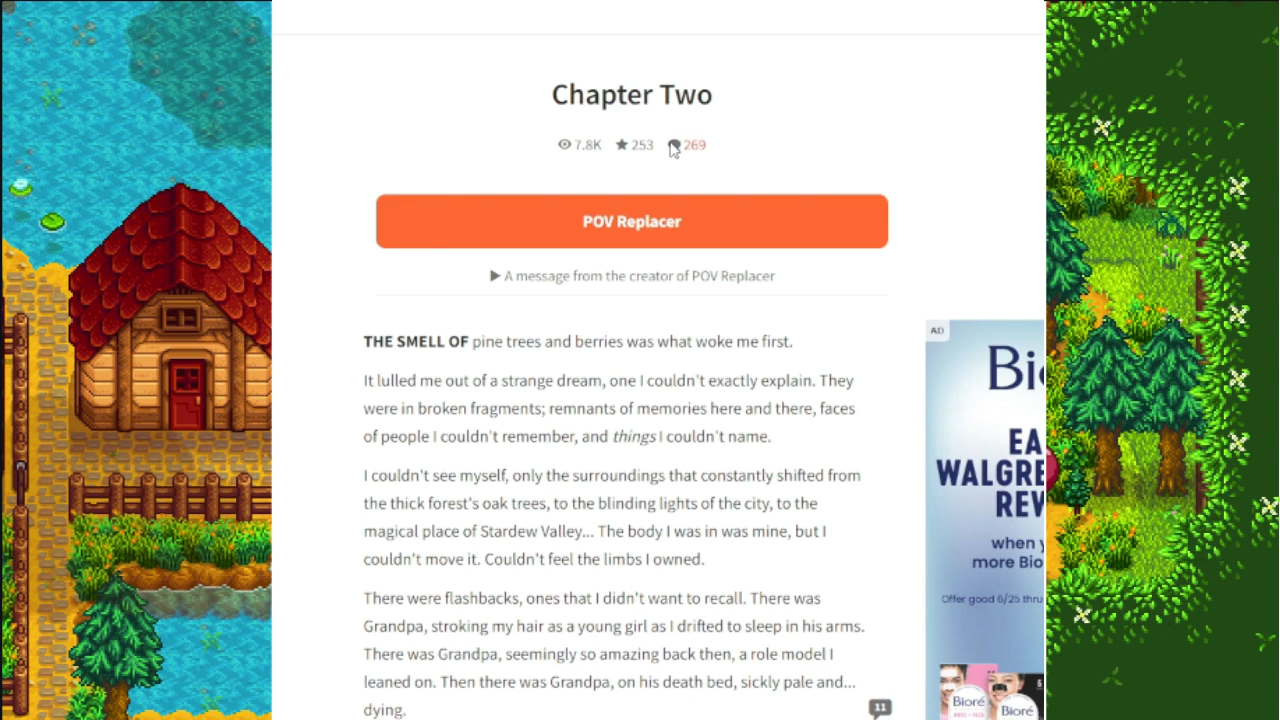 Chapter Two
7.8K 253 269
POV Replacer
▶ A message from the creator of POV Replacer
THE SMELL OF pine trees and berries was what woke me first.
It lulled me out of a strange dream, one I couldn't exactly explain. They
were in broken fragments; remnants of memories here and there, faces
of people I couldn't remember, and things I couldn't name.
I couldn't see myself, only the surroundings that constantly shifted from
the thick forest's oak trees, to the blinding lights of the city, to the
magical place of Stardew Valley... The body I was in was mine, but I
couldn't move it. Couldn't feel the limbs I owned.
There were flashbacks, ones that I didn't want to recall. There was
Grandpa, stroking my hair as a young girl as I drifted to sleep in his arms.
There was Grandpa, seemingly so amazing back then, a role model I
leaned on. Then there was Grandpa, on his death bed, sickly pale and...
dying.
11
AD
Bio
EA
WALGRE
REW
when y
more Bio
Offer good 6/25 thru
Bioré
Bioré